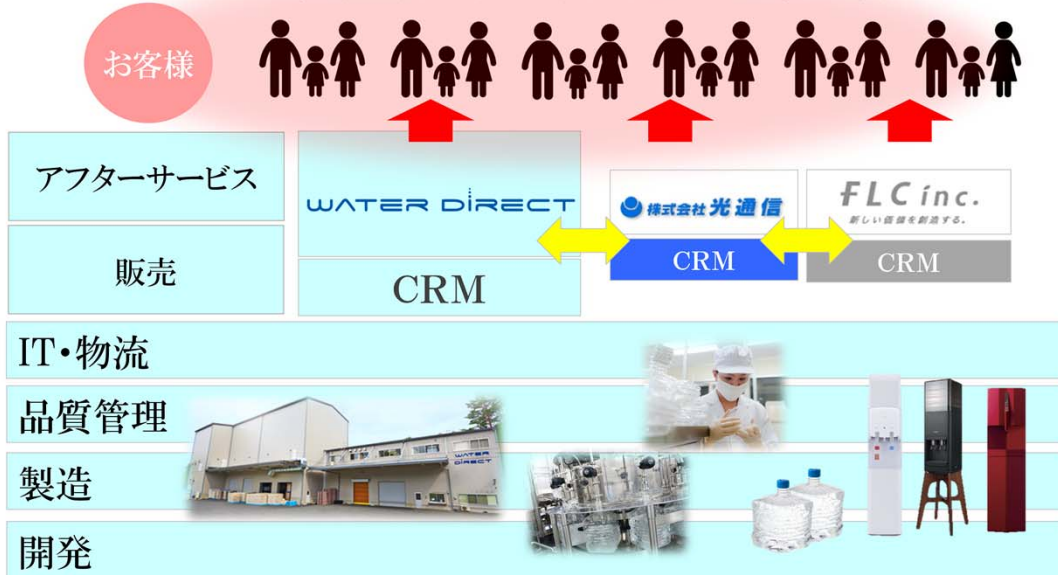 お客様
アフターサービス
WATER DIRECT
株式会社 光通信
FLC inc.
新しい価値を創造する。
販売
CRM
CRM
CRM
IT・物流
品質管理
WATER
DIRECT
製造
開発